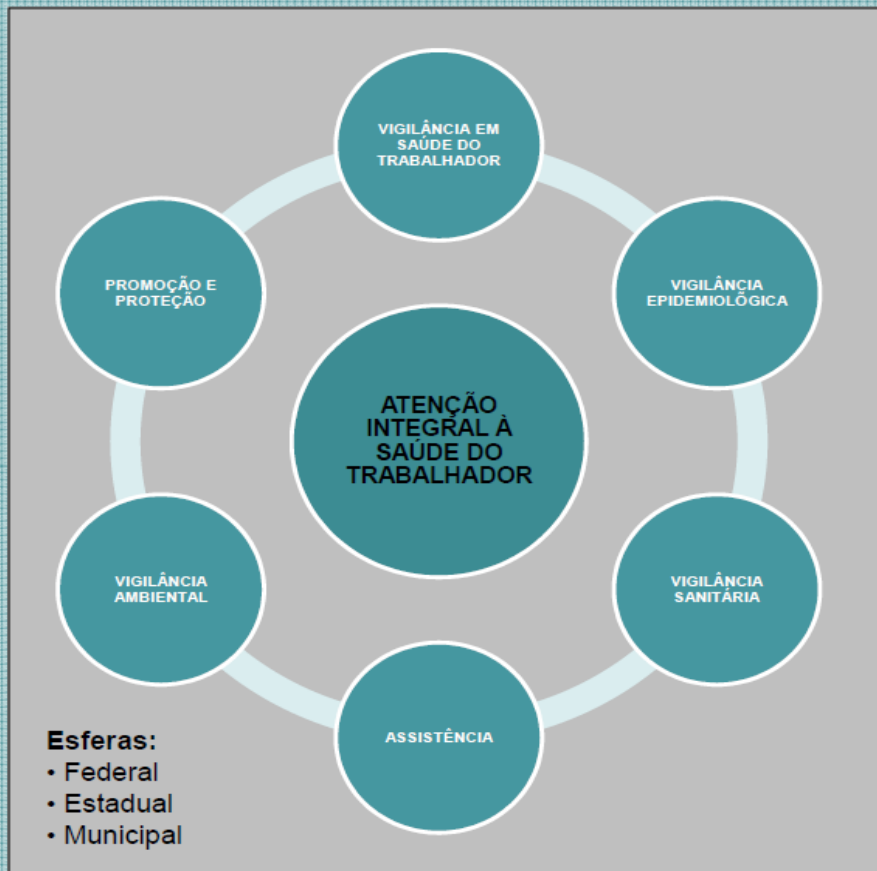 VIGILÂNCIA EM
SAÚDE DO
TRABALHADOR
PROMOÇÃO E
PROTEÇÃO
VIGILÂNCIA
EPIDEMIOLÕGICA
ATENÇÃO
INTEGRAL À
SAÚDE DO
TRABALHADOR
VIGILÂNCIA
AMBIENTAL
VIGILÂNCIA
SANITÁRIA
ASSISTÊNCIA
Esferas:
• Federal
• Estadual
• Municipal